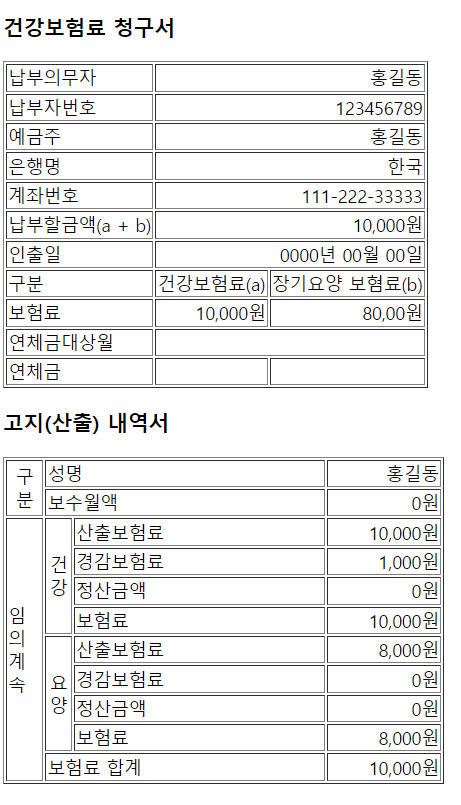 건강보험료 청구서
납부의무자 홍길동
납부자번호 123456789
예금주 홍길동
은행명 한국
계좌번호 111-222-33333
납부할금액(a + b) 10,000원
인출일 0000년 00월 00일
구분 건강보험료(a) 장기요양 보혐료(b)
보험료 10,000원 80,00원
연체금대상월
연체금
고지(산출) 내역서
구분 성명 홍길동
보수월액 0원
임의계속 건강 산출보험료 10,000원
경감보험료 1,000원
정산금액 0원
보험료 10,000원
요양 산출보험료 8,000원
경감보험료 0원
정산금액 0원
보험료 8,000원
보험료 합계 10,000원